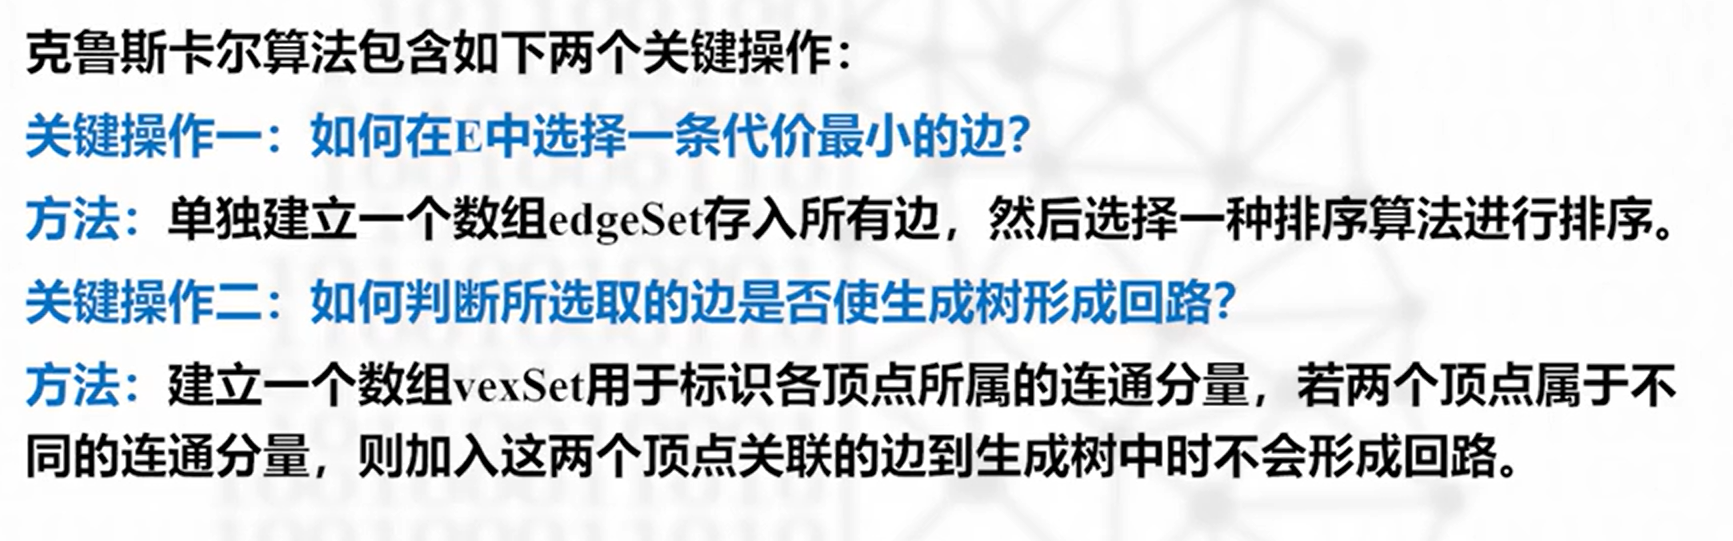 克鲁斯卡尔算法包含如下两个关键操作：
关键操作一：如何在E中选择一条代价最小的边？
方法：单独建立一个数组edgeSet存入所有边，然后选择一种排序算法进行排序。
关键操作二：如何判断所选取的边是否使生成树形成回路？
方法：建立一个数组vexSet用于标识各顶点所属的连通分量，若两个顶点属于不
同的连通分量，则加入这两个顶点关联的边到生成树中时不会形成回路。